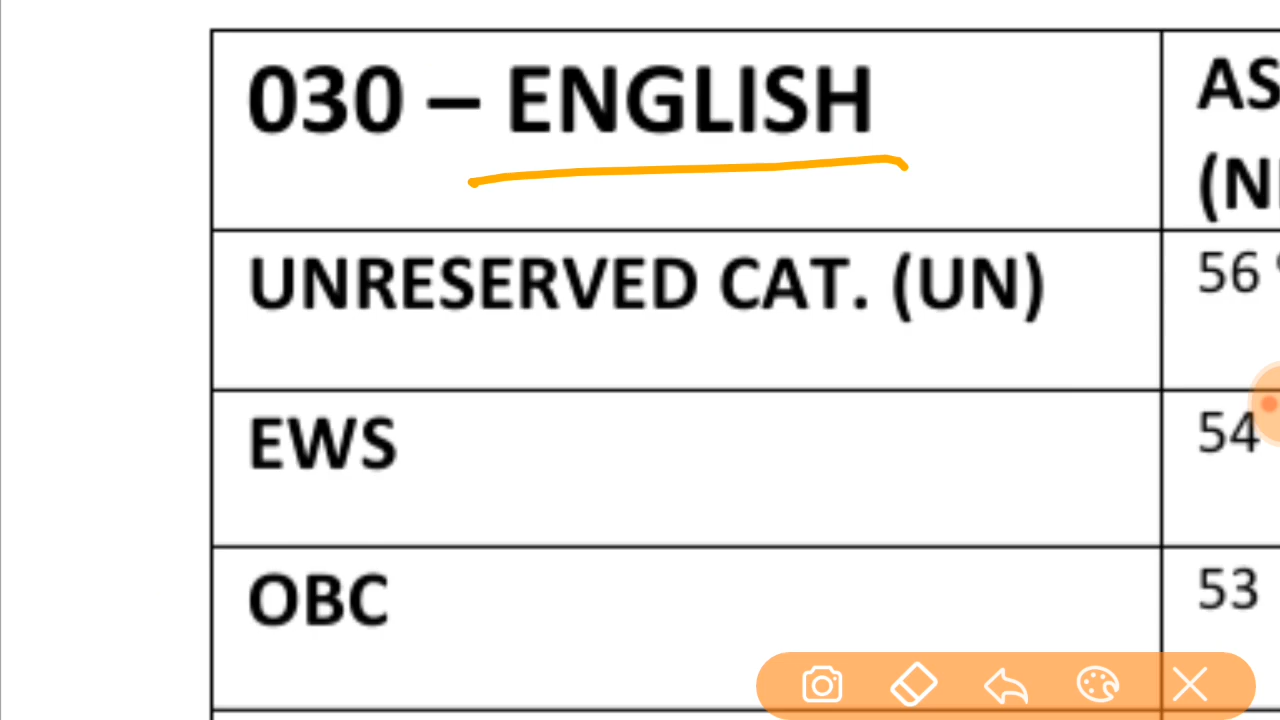 030 – ENGLISH
UNRESERVED CAT. (UN) 56
EWS 54
OBC 53